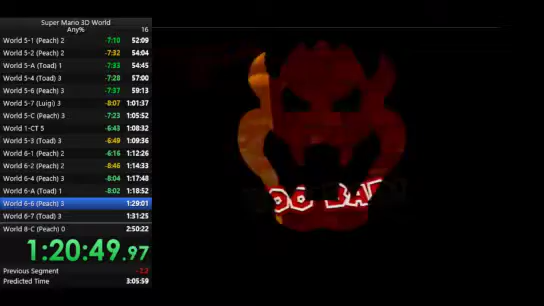 Super Mario 3D World
Any% 16
World 5-1 (Peach) 2 -7:10 52:09
World 5-2 (Peach) 2 -7:32 54:04
World 5-A (Toad) 1 -7:33 54:45
World 5-4 (Toad) 3 -7:28 57:00
World 5-6 (Peach) 3 -7:37 59:13
World 5-7 (Luigi) 3 -8:07 1:01:37
World 5-C (Peach) 3 -7:23 1:05:52
World 1-CT 5 -6:43 1:08:32
World 5-3 (Toad) 3 -6:49 1:09:36
World 6-1 (Peach) 2 -6:16 1:12:26
World 6-2 (Peach) 2 -8:46 1:14:33
World 6-4 (Peach) 3 -8:04 1:17:48
World 6-A (Toad) 1 -8:02 1:18:52
World 6-6 (Peach) 3 1:29:01
World 6-7 (Toad) 3 1:31:25
World 8-C (Peach) 0 2:50:22
1:20:49.97
Previous Segment
Predicted Time 3:05:59
OO BA